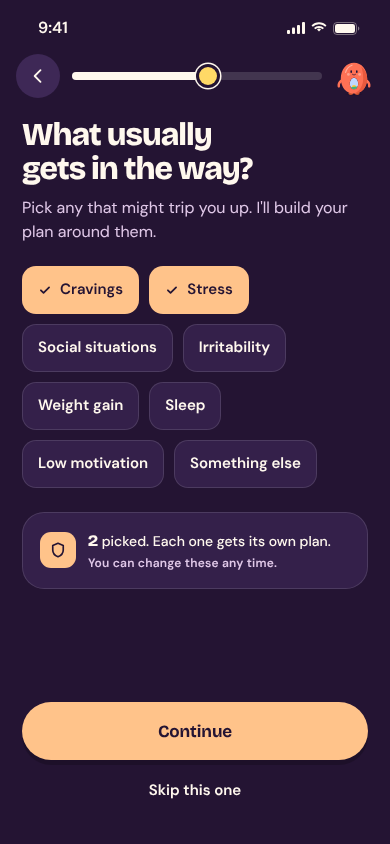 9:41
What usually
gets in the way?
Pick any that might trip you up. I'll build your
plan around them.
Cravings
Stress
Social situations
Irritability
Weight gain
Sleep
Low motivation
Something else
2 picked. Each one gets its own plan.
You can change these any time.
Continue
Skip this one